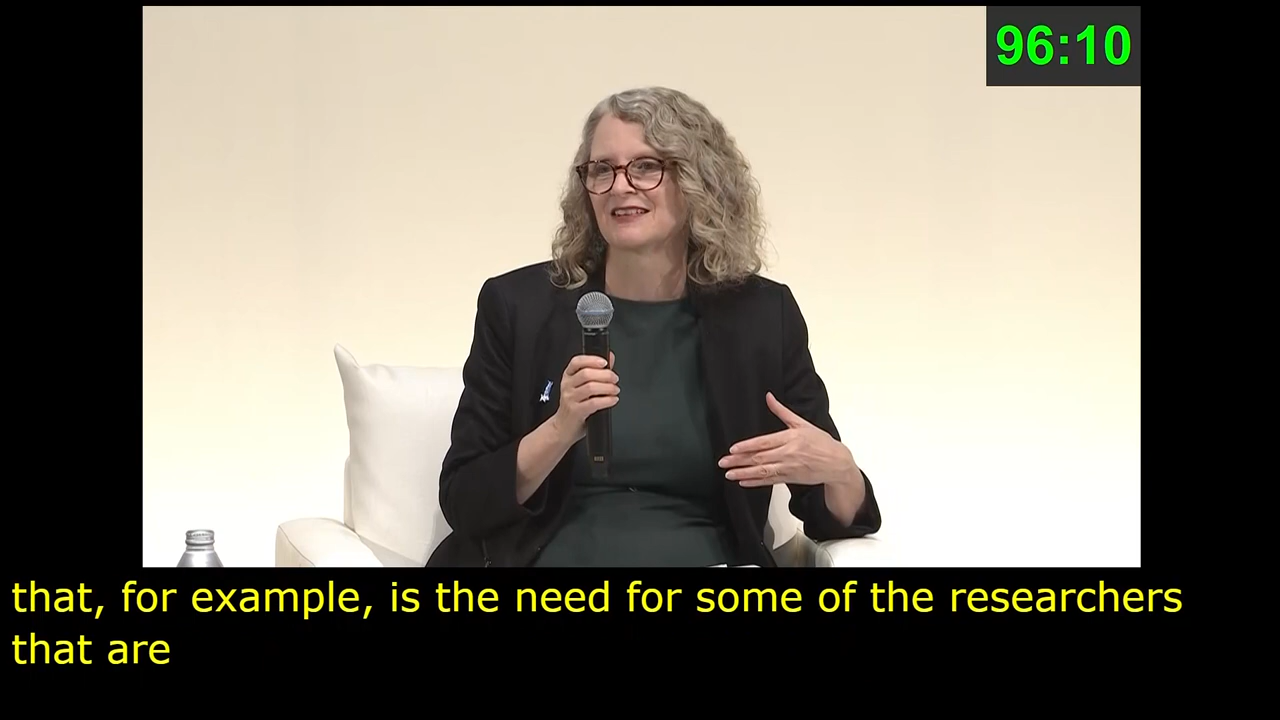 96:10
that, for example, is the need for some of the researchers
that are